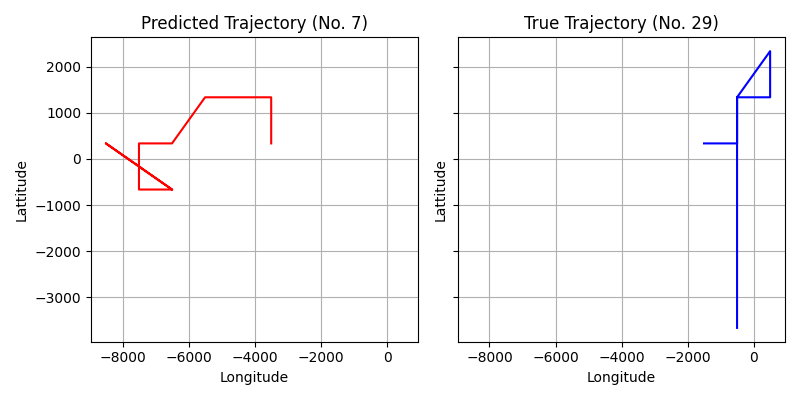 Predicted Trajectory (No. 7)
True Trajectory (No. 29)
2000
1000
0
−1000
−2000
−3000
Lattitude
Lattitude
−8000 −6000 −4000 −2000 0
−8000 −6000 −4000 −2000 0
Longitude
Longitude